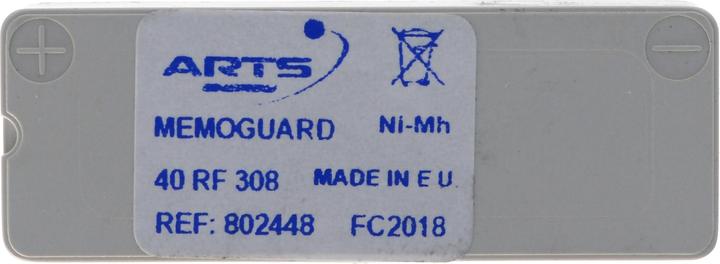 ARTS
MEMOGUARD Ni-Mh
40 RF 308 MADE IN E U.
REF: 802448 FC2018